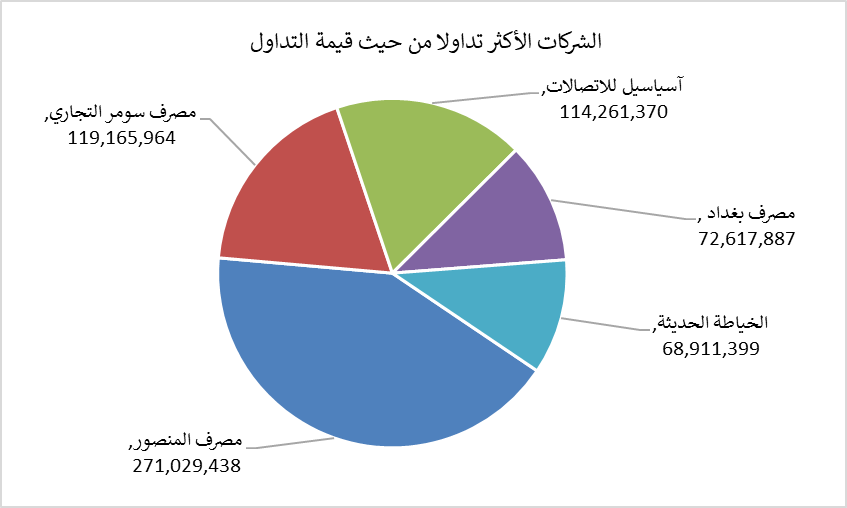 الشركات الأكثر تداولا من حيث قيمة التداول
آسياسيل للاتصالات,
114,261,370
مصرف سومر التجاري,
119,165,964
مصرف بغداد ,
72,617,887
الخياطة الحديثة,
68,911,399
مصرف المنصور,
271,029,438